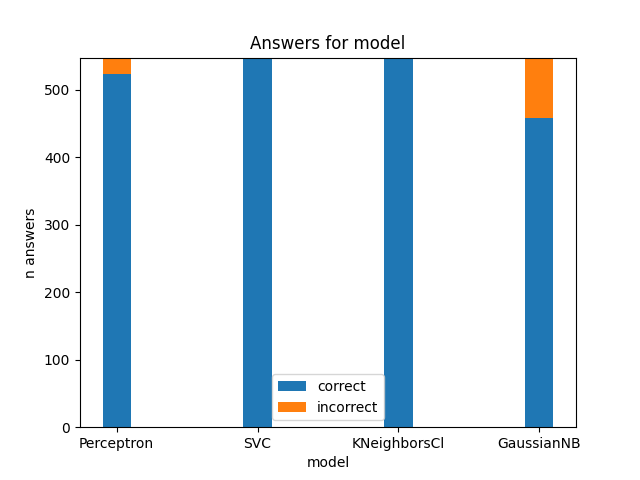 Answers for model
n answers
500
400
300
200
100
0
correct
incorrect
Perceptron SVC KNeighborsCl GaussianNB
model